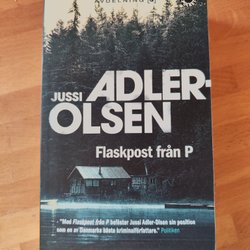 AVDELNING Q
JUSSI
ADLER-
OLSEN
Flaskpost från P
"Med Flaskpost från P befäster Jussi Adler-Olsen sin position
som en av Danmarks bästa kriminalförfattare." Politiken